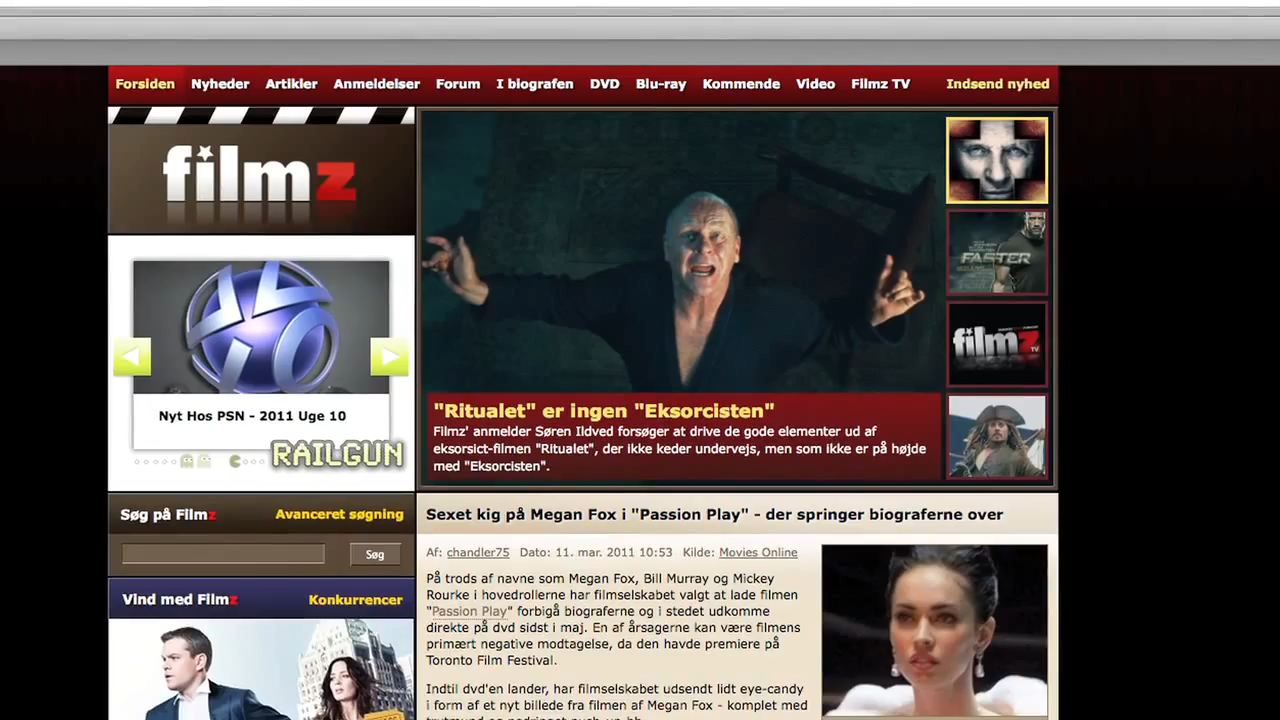 Forsiden Nyheder Artikler Anmeldelser Forum I biografen DVD Blu-ray Kommende Video Filmz TV Indsend nyhed
filmz
Nyt Hos PSN - 2011 Uge 10
RAILGUN
"Ritualet" er ingen "Eksorcisten"
Filmz' anmelder Søren Ildved forsøger at drive de gode elementer ud af
eksorsict-filmen "Ritualet", der ikke keder undervejs, men som ikke er på højde
med "Eksorcisten".
FASTER
filmz TV
Søg på Filmz Avanceret søgning
Søg
Vind med Filmz Konkurrencer
Sexet kig på Megan Fox i "Passion Play" - der springer biograferne over
Af: chandler75 Dato: 11. mar. 2011 10:53 Kilde: Movies Online
På trods af navne som Megan Fox, Bill Murray og Mickey
Rourke i hovedrollerne har filmselskabet valgt at lade filmen
"Passion Play" forbigå biograferne og i stedet udkomme
direkte på dvd sidst i maj. En af årsagerne kan være filmens
primært negative modtagelse, da den havde premiere på
Toronto Film Festival.
Indtil dvd'en lander, har filmselskabet udsendt lidt eye-candy
i form af et nyt billede fra filmen af Megan Fox - komplet med